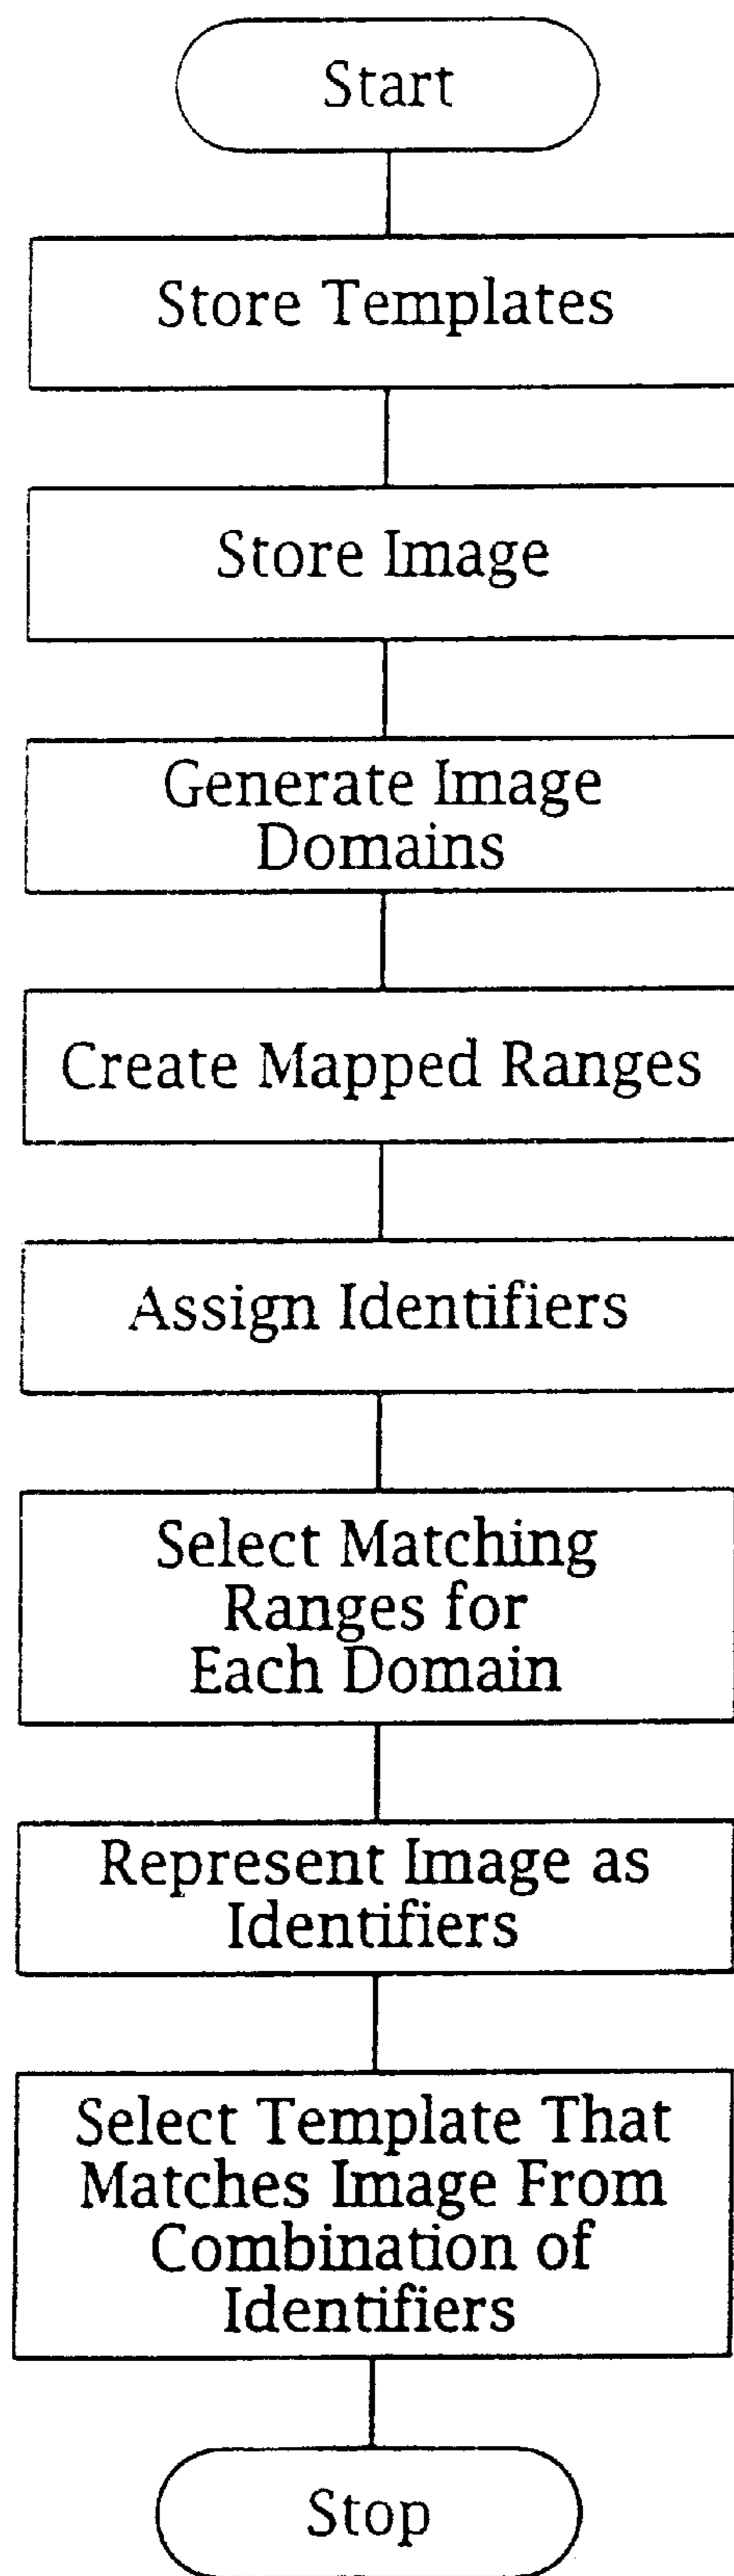 Start
Store Templates
Store Image
Generate Image
Domains
Create Mapped Ranges
Assign Identifiers
Select Matching
Ranges for
Each Domain
Represent Image as
Identifiers
Select Template That
Matches Image From
Combination of
Identifiers
Stop